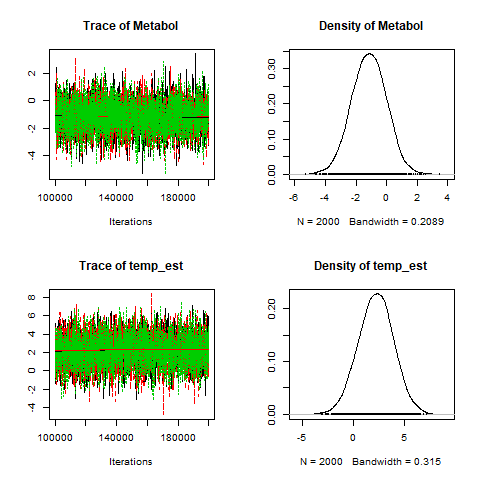 Trace of Metabol
2
0
-2
-4
100000 140000 180000
Iterations
Density of Metabol
0.30
0.20
0.10
0.00
-6 -4 -2 0 2 4
N = 2000 Bandwidth = 0.2089
Trace of temp_est
8
6
4
2
0
-2
-4
100000 140000 180000
Iterations
Density of temp_est
0.20
0.10
0.00
-5 0 5
N = 2000 Bandwidth = 0.315